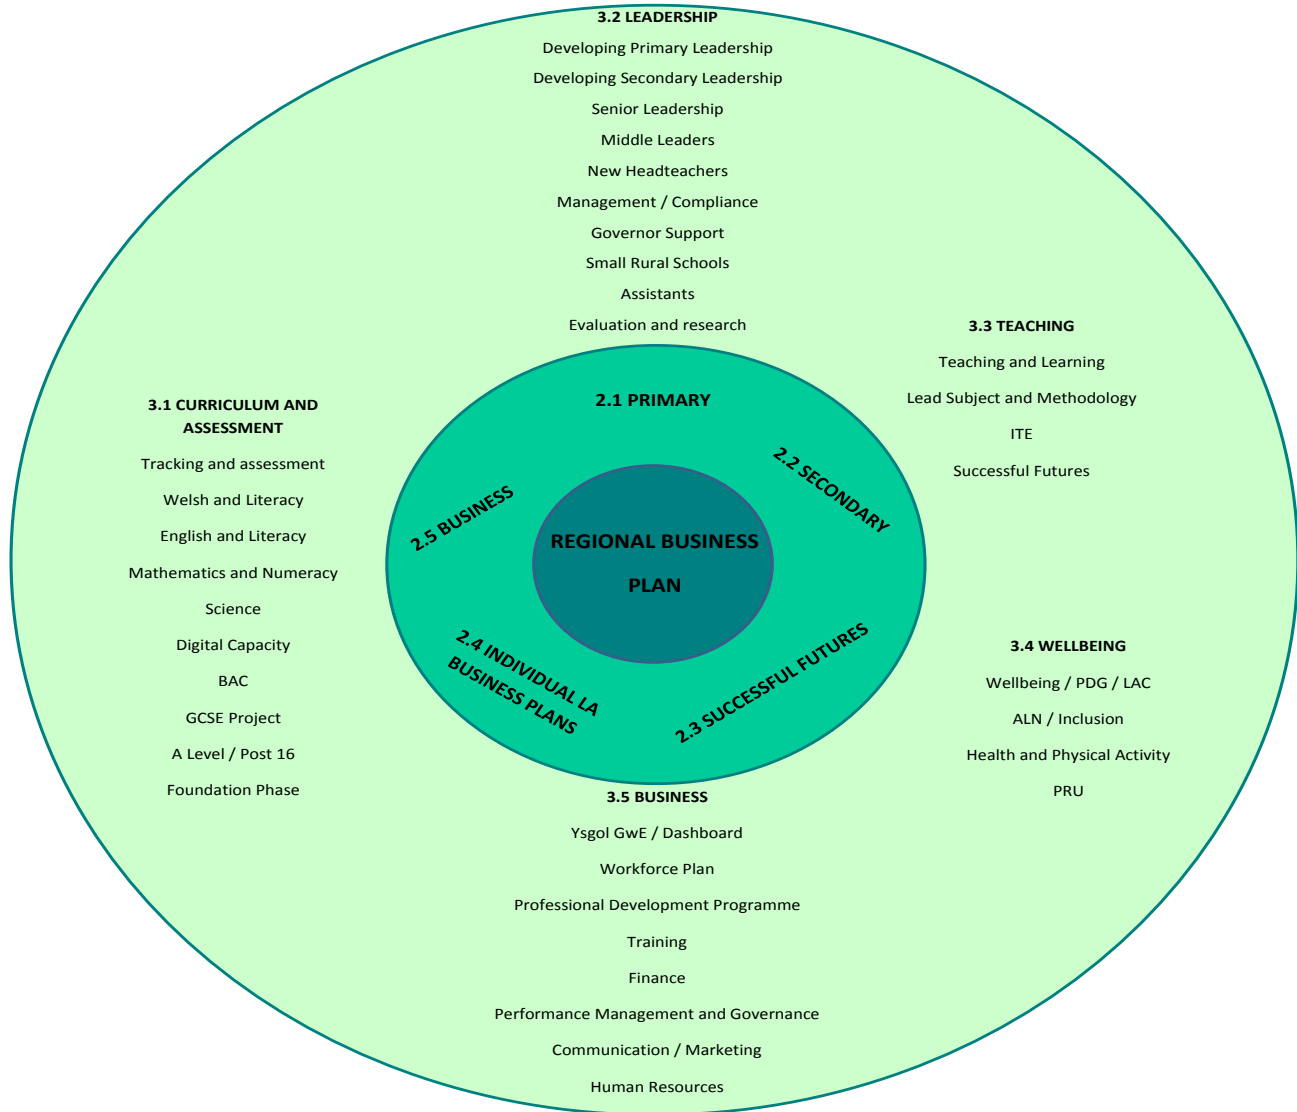 3.2 LEADERSHIP
Developing Primary Leadership
Developing Secondary Leadership
Senior Leadership
Middle Leaders
New Headteachers
Management / Compliance
Governor Support
Small Rural Schools
Assistants
Evaluation and research
3.3 TEACHING
Teaching and Learning
Lead Subject and Methodology
ITE
Successful Futures
3.1 CURRICULUM AND
ASSESSMENT
Tracking and assessment
Welsh and Literacy
English and Literacy
Mathematics and Numeracy
Science
Digital Capacity
BAC
GCSE Project
A Level / Post 16
Foundation Phase
2.1 PRIMARY
2.2 SECONDARY
2.5 BUSINESS
REGIONAL BUSINESS
PLAN
2.4 INDIVIDUAL LA
BUSINESS PLANS
2.3 SUCCESSFUL FUTURES
3.4 WELLBEING
Wellbeing / PDG / LAC
ALN / Inclusion
Health and Physical Activity
PRU
3.5 BUSINESS
Ysgol GwE / Dashboard
Workforce Plan
Professional Development Programme
Training
Finance
Performance Management and Governance
Communication / Marketing
Human Resources